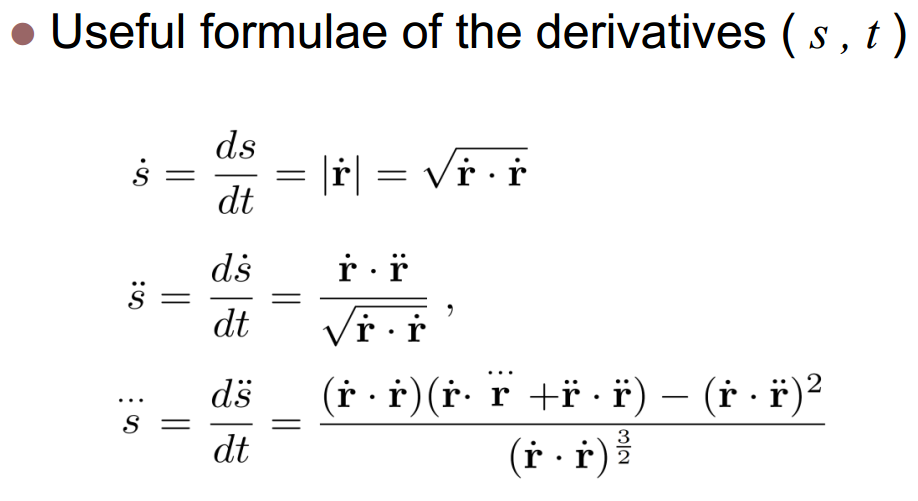 ● Useful formulae of the derivatives ( s , t )
ṡ = ds/dt = |ṙ| = √(ṙ · ṙ)
s̈ = dṡ/dt = (ṙ · r̈)/√(ṙ · ṙ) ,
s⃛ = ds̈/dt = ((ṙ · ṙ)(ṙ · r⃛ + r̈ · r̈) − (ṙ · r̈)²)/(ṙ · ṙ)^(3/2)